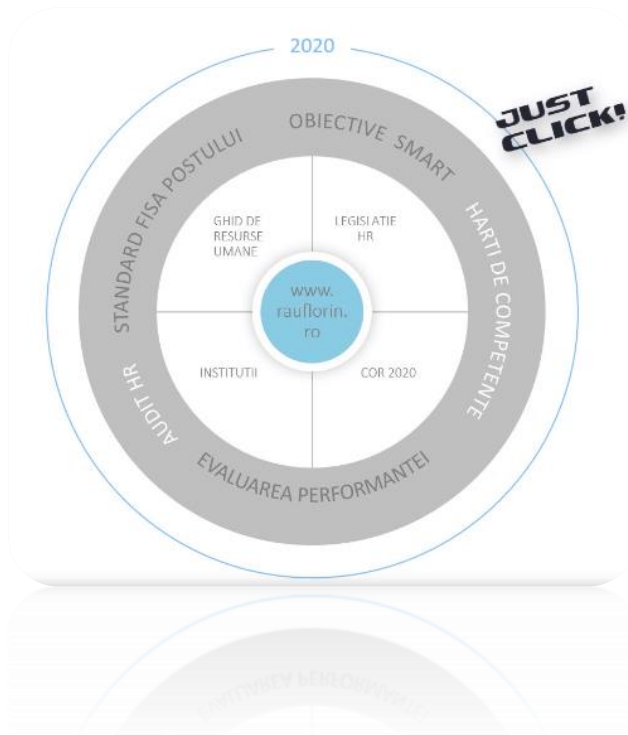 2020
JUST
CLICK!
OBIECTIVE SMART
STANDARD FISA POSTULUI
HARTI DE COMPETENTE
AUDIT HR
EVALUAREA PERFORMANTEI
GHID DE
RESURSE
UMANE
LEGISLATIE
HR
www.
rauflorin.
ro
INSTITUTII
COR 2020